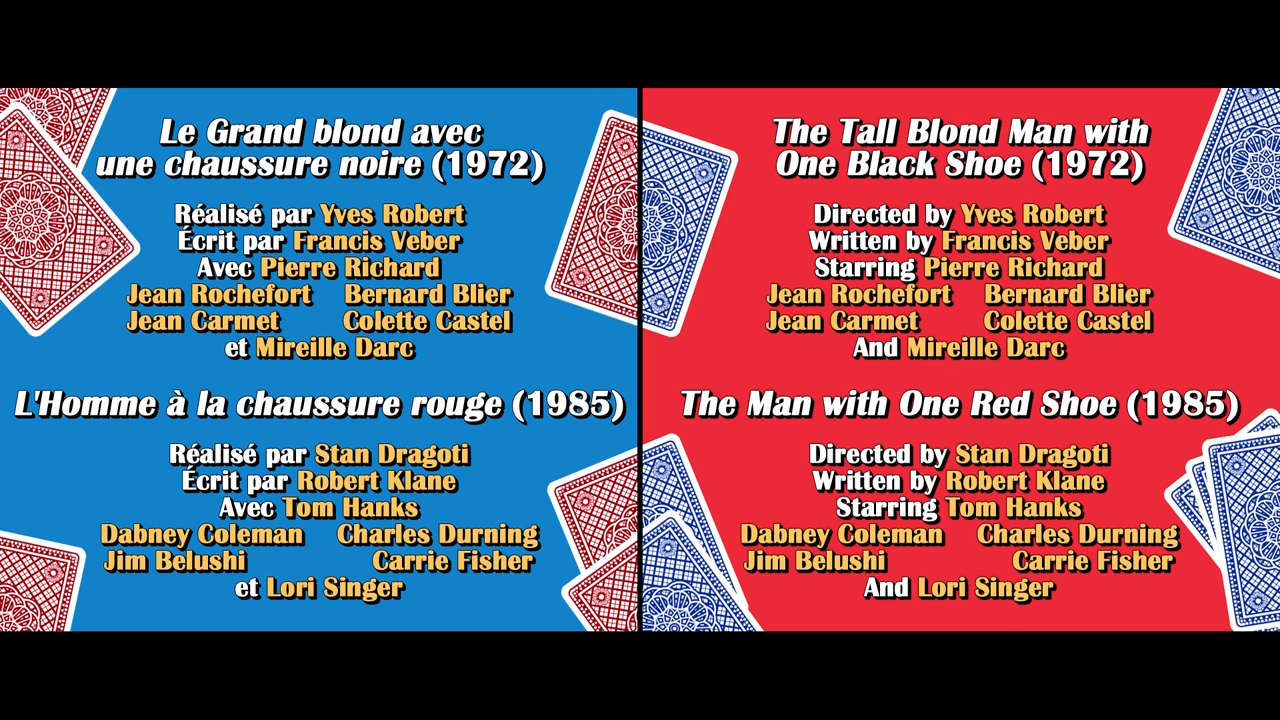 Le Grand blond avec
une chaussure noire (1972)
Réalisé par Yves Robert
Écrit par Francis Veber
Avec Pierre Richard
Jean Rochefort Bernard Blier
Jean Carmet Colette Castel
et Mireille Darc
L'Homme à la chaussure rouge (1985)
Réalisé par Stan Dragoti
Écrit par Robert Klane
Avec Tom Hanks
Dabney Coleman Charles Durning
Jim Belushi Carrie Fisher
et Lori Singer
The Tall Blond Man with
One Black Shoe (1972)
Directed by Yves Robert
Written by Francis Veber
Starring Pierre Richard
Jean Rochefort Bernard Blier
Jean Carmet Colette Castel
And Mireille Darc
The Man with One Red Shoe (1985)
Directed by Stan Dragoti
Written by Robert Klane
Starring Tom Hanks
Dabney Coleman Charles Durning
Jim Belushi Carrie Fisher
And Lori Singer